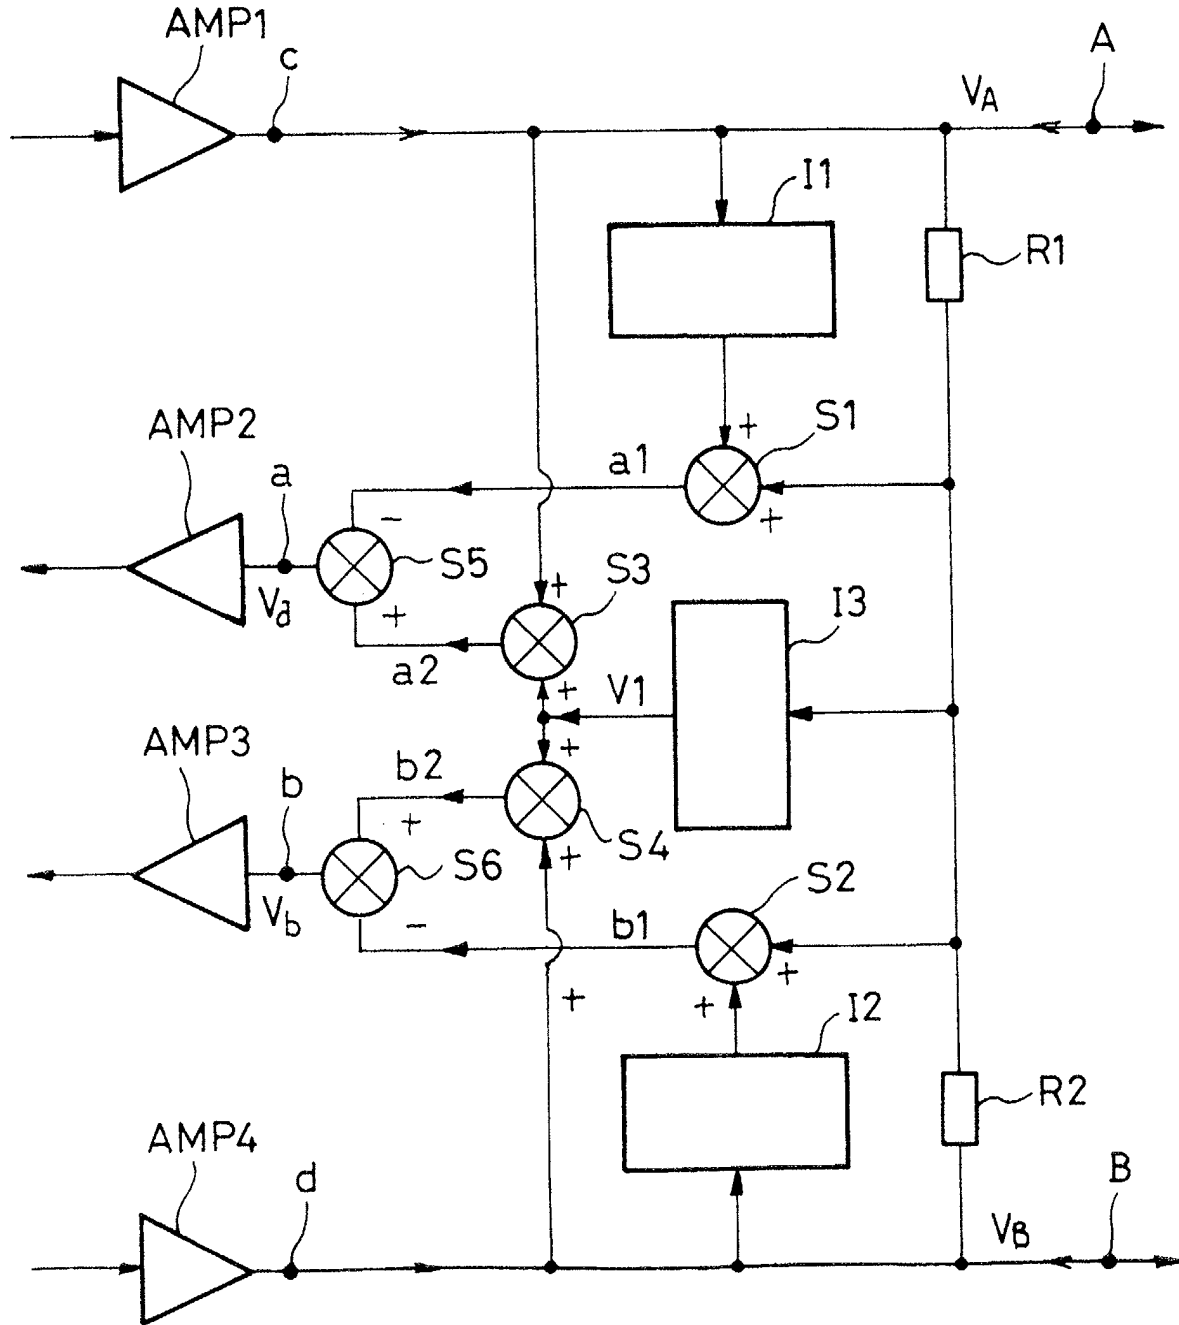 AMP1
c
A
VA
I1
R1
+
S1
AMP2
a1
a
+
−
S5
S3
+
Vd
I3
+
a2
V1
+
AMP3
+
b2
b
+
S4
S6
+
S2
Vb
b1
−
+
+
+
I2
R2
AMP4
d
B
VB